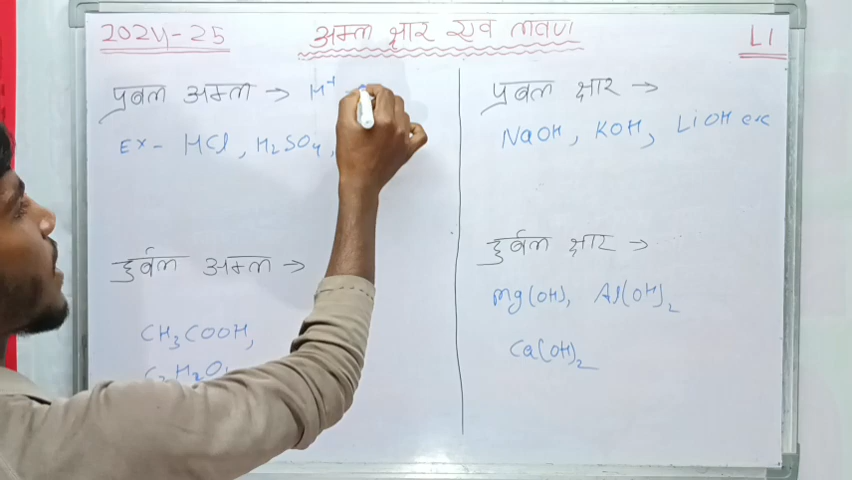 2024-25
अम्ल क्षार एवं लवण
L1
प्रबल अम्ल → H⁺
Ex- HCl, H₂SO₄,
दुर्बल अम्ल →
CH₃COOH,
प्रबल क्षार →
NaOH, KOH, LiOH etc
दुर्बल क्षार →
Mg(OH), Al(OH)₂
Ca(OH)₂